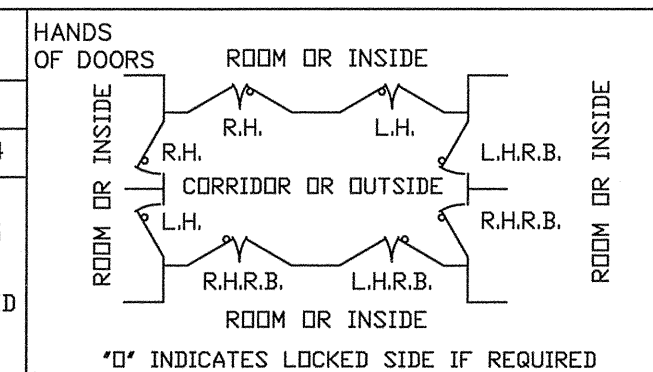 HANDS
OF DOORS
ROOM OR INSIDE
ROOM OR INSIDE
R.H.
L.H.
ROOM OR INSIDE
4
R.H.
L.H.R.B.
CORRIDOR OR OUTSIDE
L.H.
R.H.R.B.
R.H.R.B.
L.H.R.B.
D
ROOM OR INSIDE
"O" INDICATES LOCKED SIDE IF REQUIRED